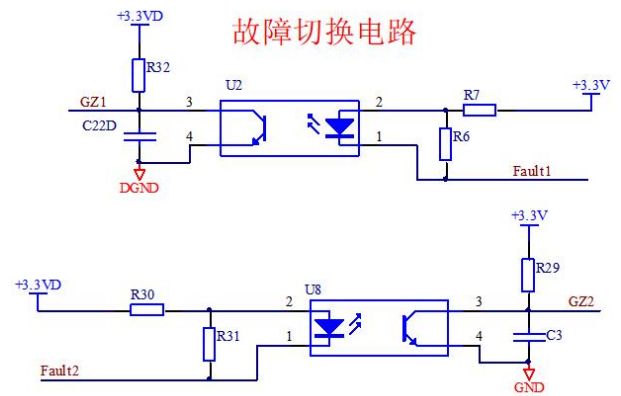 故障切换电路
+3.3VD
R32
U2
R7
+3.3V
GZ1
3
2
C22D
4
1
R6
DGND
Fault1
+3.3V
R29
+3.3VD
R30
U8
2
3
GZ2
R31
1
4
C3
Fault2
GND